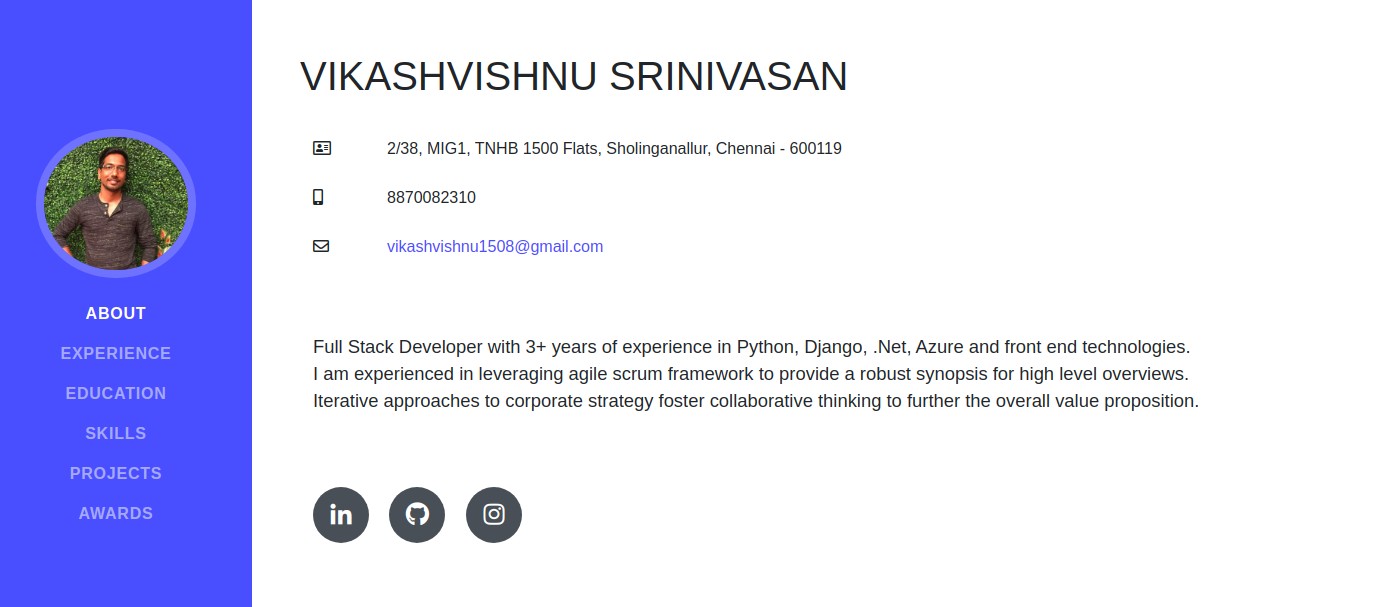 ABOUT
EXPERIENCE
EDUCATION
SKILLS
PROJECTS
AWARDS
VIKASHVISHNU SRINIVASAN
2/38, MIG1, TNHB 1500 Flats, Sholinganallur, Chennai - 600119
8870082310
vikashvishnu1508@gmail.com
Full Stack Developer with 3+ years of experience in Python, Django, .Net, Azure and front end technologies.
I am experienced in leveraging agile scrum framework to provide a robust synopsis for high level overviews.
Iterative approaches to corporate strategy foster collaborative thinking to further the overall value proposition.
in